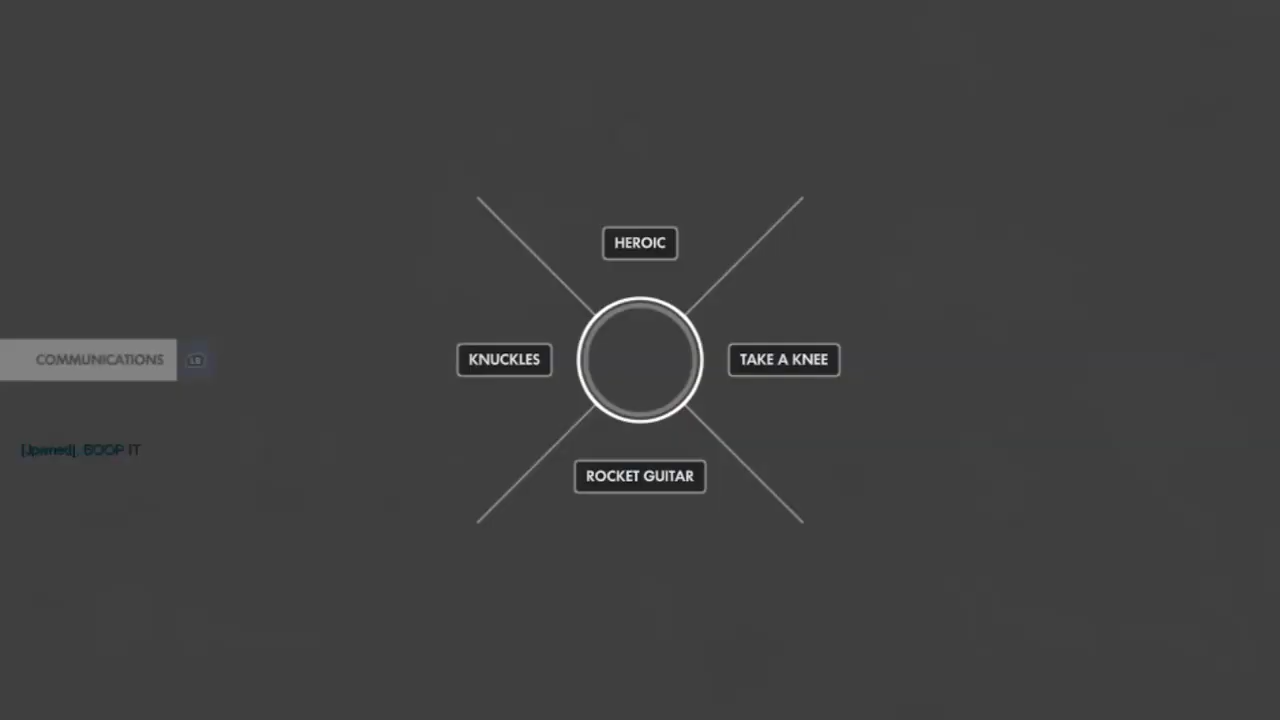 HEROIC
KNUCKLES
TAKE A KNEE
COMMUNICATIONS
BOOP IT
ROCKET GUITAR